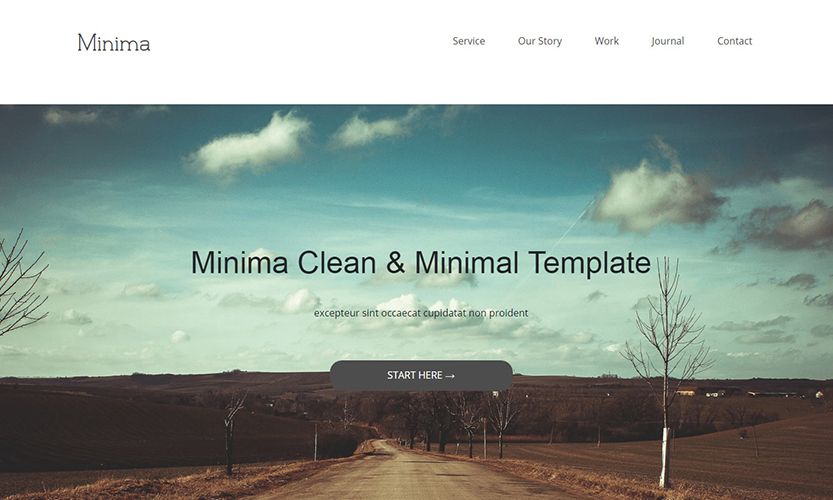 Minima
Service
Our Story
Work
Journal
Contact
Minima Clean & Minimal Template
excepteur sint occaecat cupidatat non proident
START HERE →